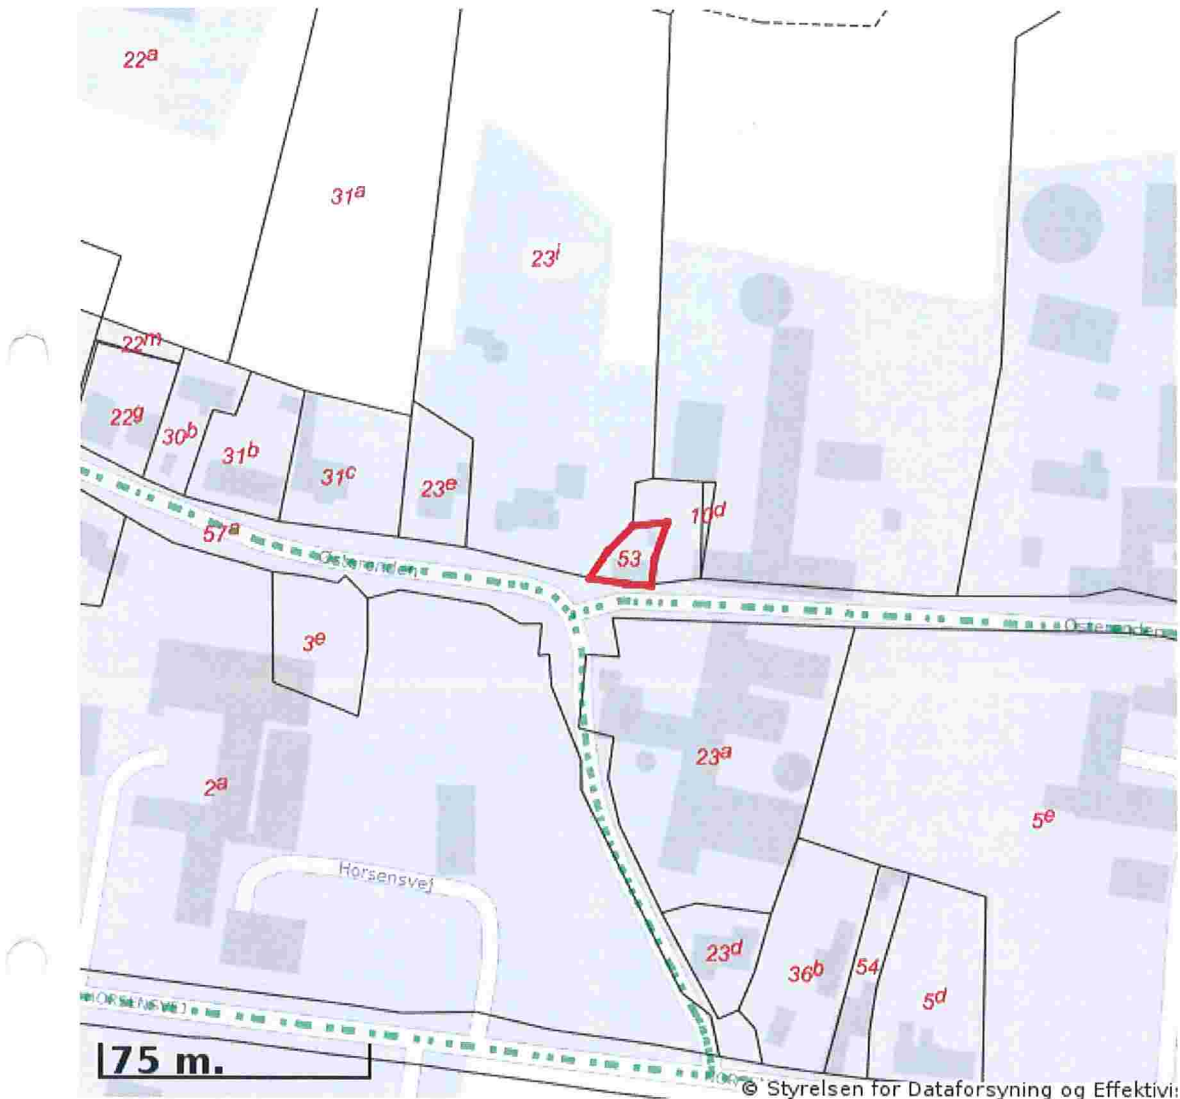 22a
31a
23i
22m
22g
30b
31b
31c
23e
10d
57a
Østerenden
53
Østerenden
3e
23a
2a
5e
Horsensvej
23d
36b
54
5d
HORSENSVEJ
75 m.
© Styrelsen for Dataforsyning og Effektivis